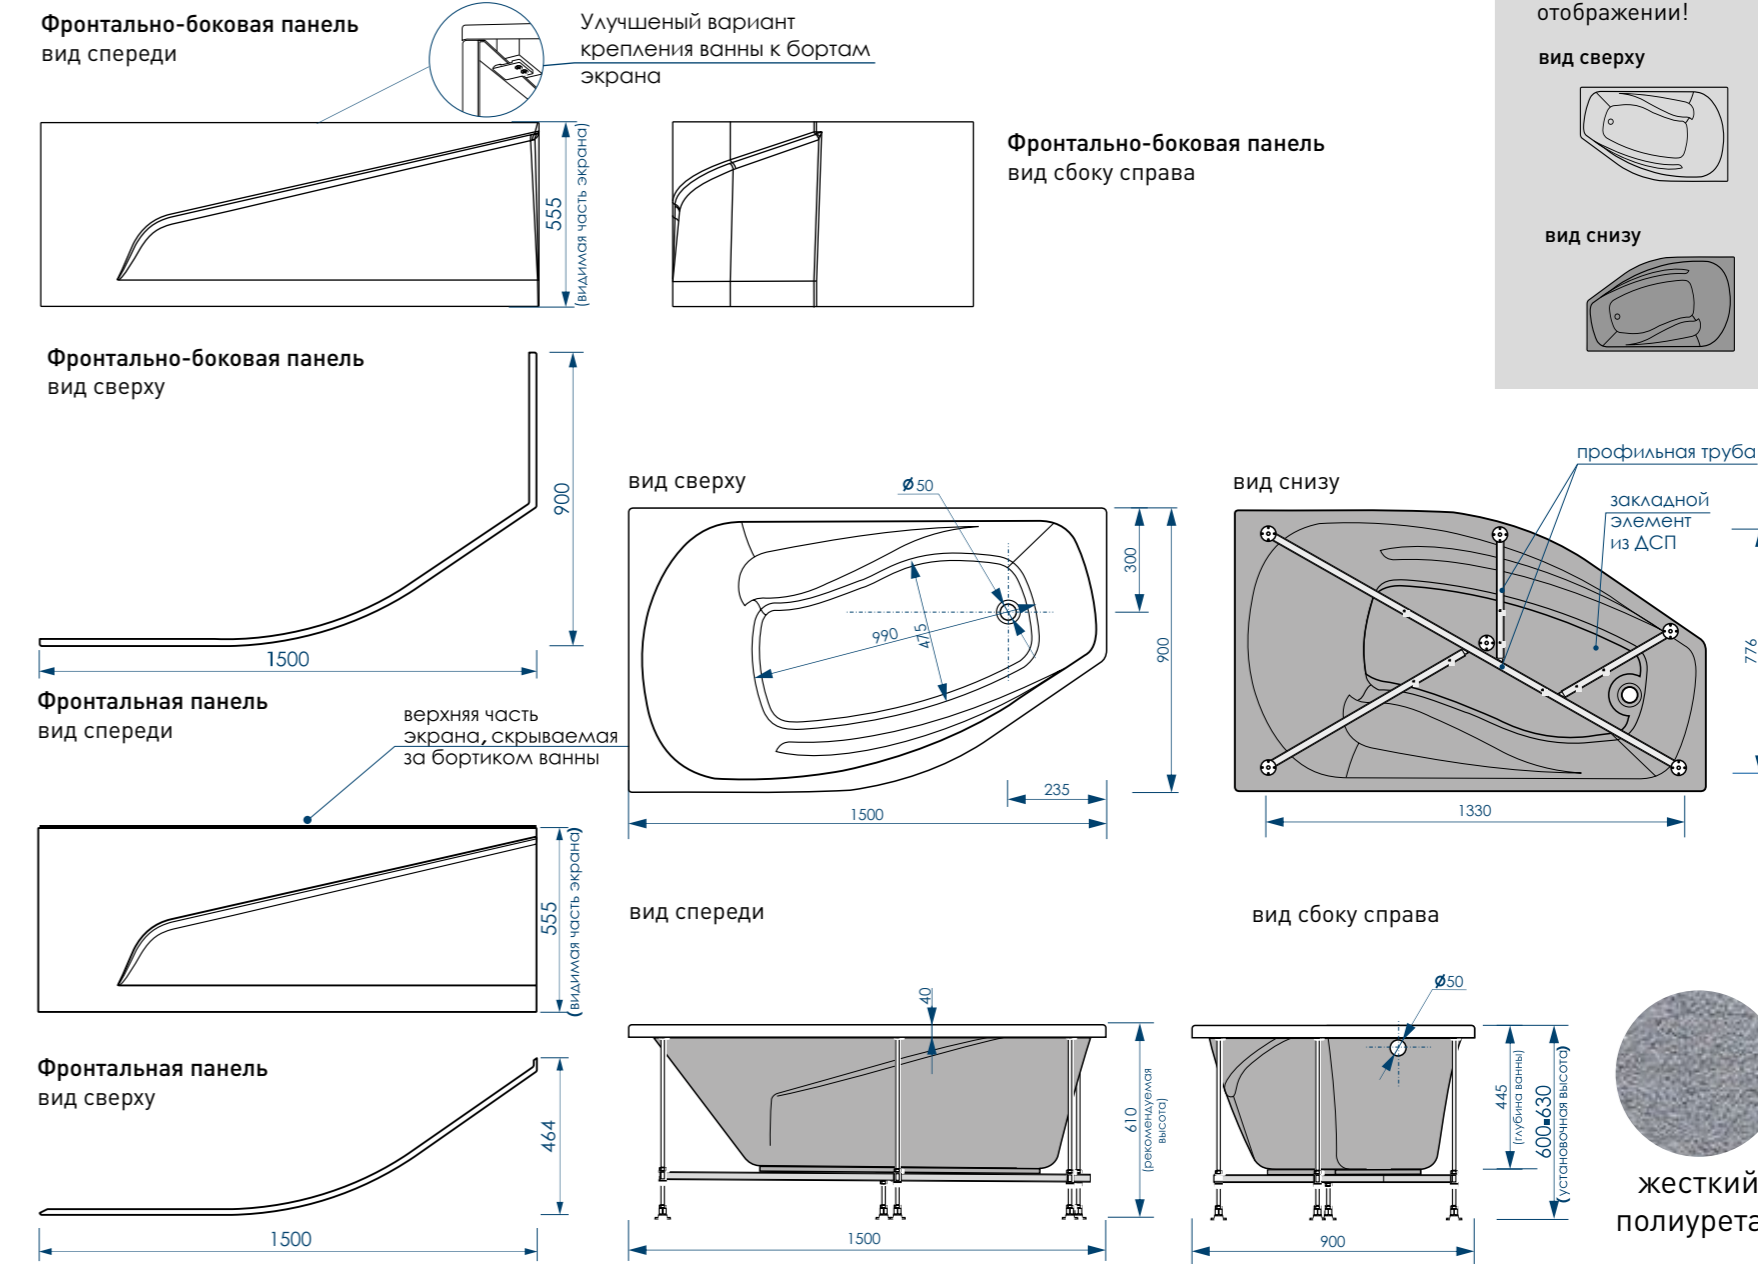 Фронтально-боковая панель
вид спереди
Улучшеный вариант
крепления ванны к бортам
экрана
отображении!
вид сверху
555
(видимая часть экрана)
Фронтально-боковая панель
вид сбоку справа
вид снизу
Фронтально-боковая панель
вид сверху
900
1500
вид сверху
ø50
990
475
300
900
235
1500
вид снизу
профильная труба
закладной
элемент
из ДСП
776
1330
Фронтальная панель
вид спереди
верхняя часть
экрана, скрываемая
за бортиком ванны
555
(видимая часть экрана)
Фронтальная панель
вид сверху
464
1500
вид спереди
40
610
(рекомендуемая
высота)
1500
вид сбоку справа
ø50
445
(глубина ванны)
600-630
(установочная высота)
900
жесткий
полиурета